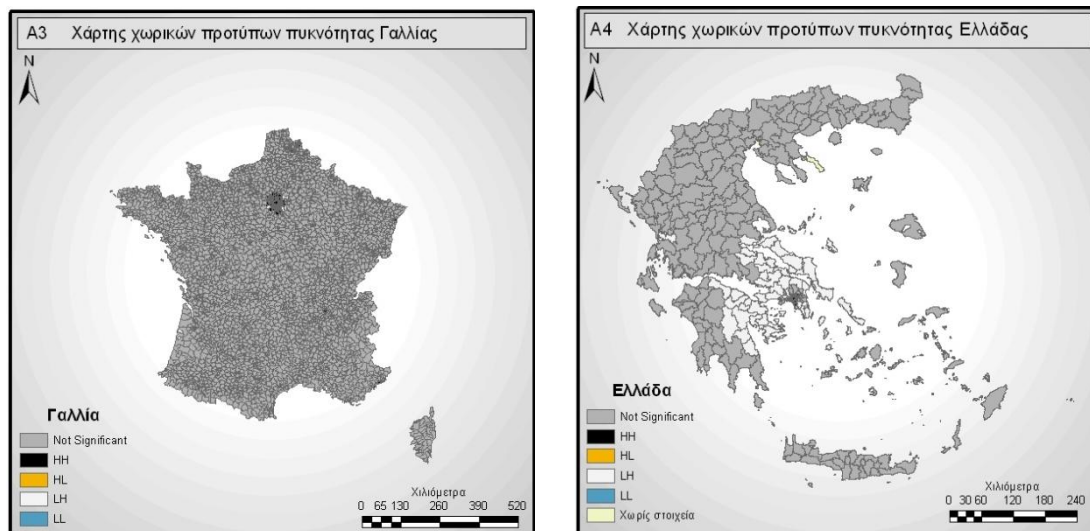 A3 Χάρτης χωρικών προτύπων πυκνότητας Γαλλίας
N
Γαλλία
Not Significant
HH
HL
LH
LL
Χιλιόμετρα
0 65 130 260 390 520
A4 Χάρτης χωρικών προτύπων πυκνότητας Ελλάδας
N
Ελλάδα
Not Significant
HH
HL
LH
LL
Χωρίς στοιχεία
Χιλιόμετρα
0 30 60 120 180 240